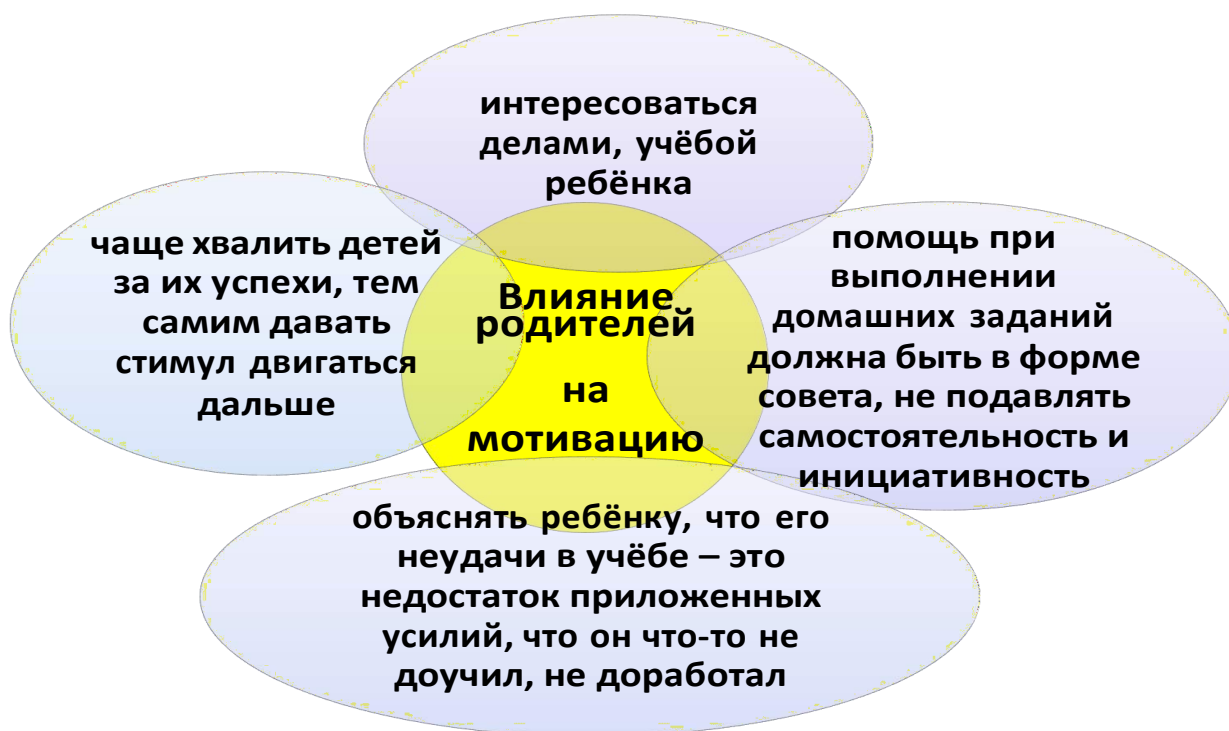 интересоваться
делами, учёбой
ребёнка
чаще хвалить детей
за их успехи, тем
самим давать
стимул двигаться
дальше
Влияние
родителей
на
мотивацию
помощь при
выполнении
домашних заданий
должна быть в форме
совета, не подавлять
самостоятельность и
инициативность
объяснять ребёнку, что его
неудачи в учёбе – это
недостаток приложенных
усилий, что он что-то не
доучил, не доработал